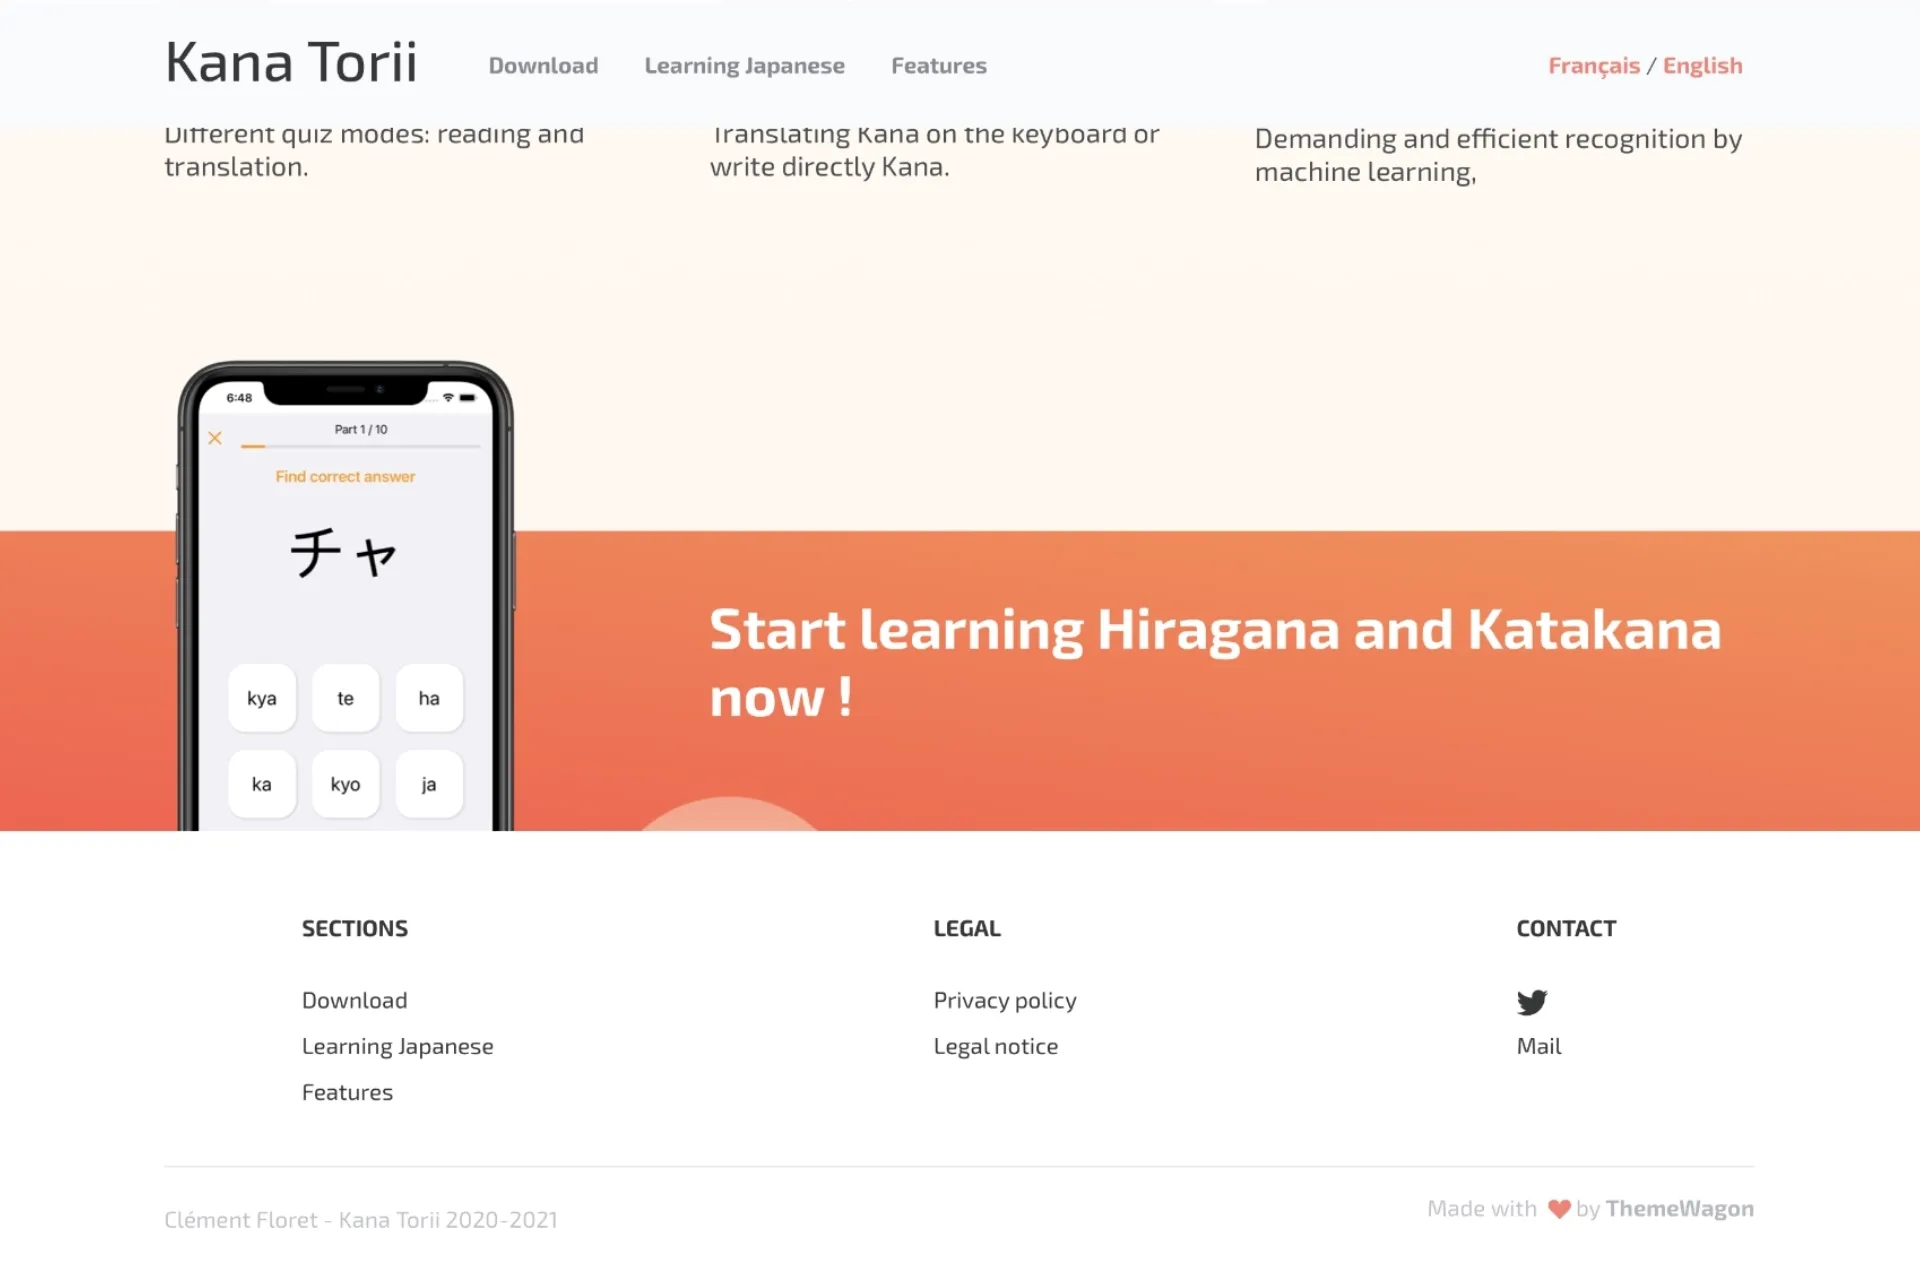 Kana Torii
Download
Learning Japanese
Features
Français / English
Different quiz modes: reading and
translation.
Translating Kana on the keyboard or
write directly Kana.
Demanding and efficient recognition by
machine learning,
6:48
Part 1 / 10
Find correct answer
チャ
kya
te
ha
ka
kyo
ja
Start learning Hiragana and Katakana
now !
SECTIONS
Download
Learning Japanese
Features
LEGAL
Privacy policy
Legal notice
CONTACT
Mail
Clément Floret - Kana Torii 2020-2021
Made with ❤ by ThemeWagon